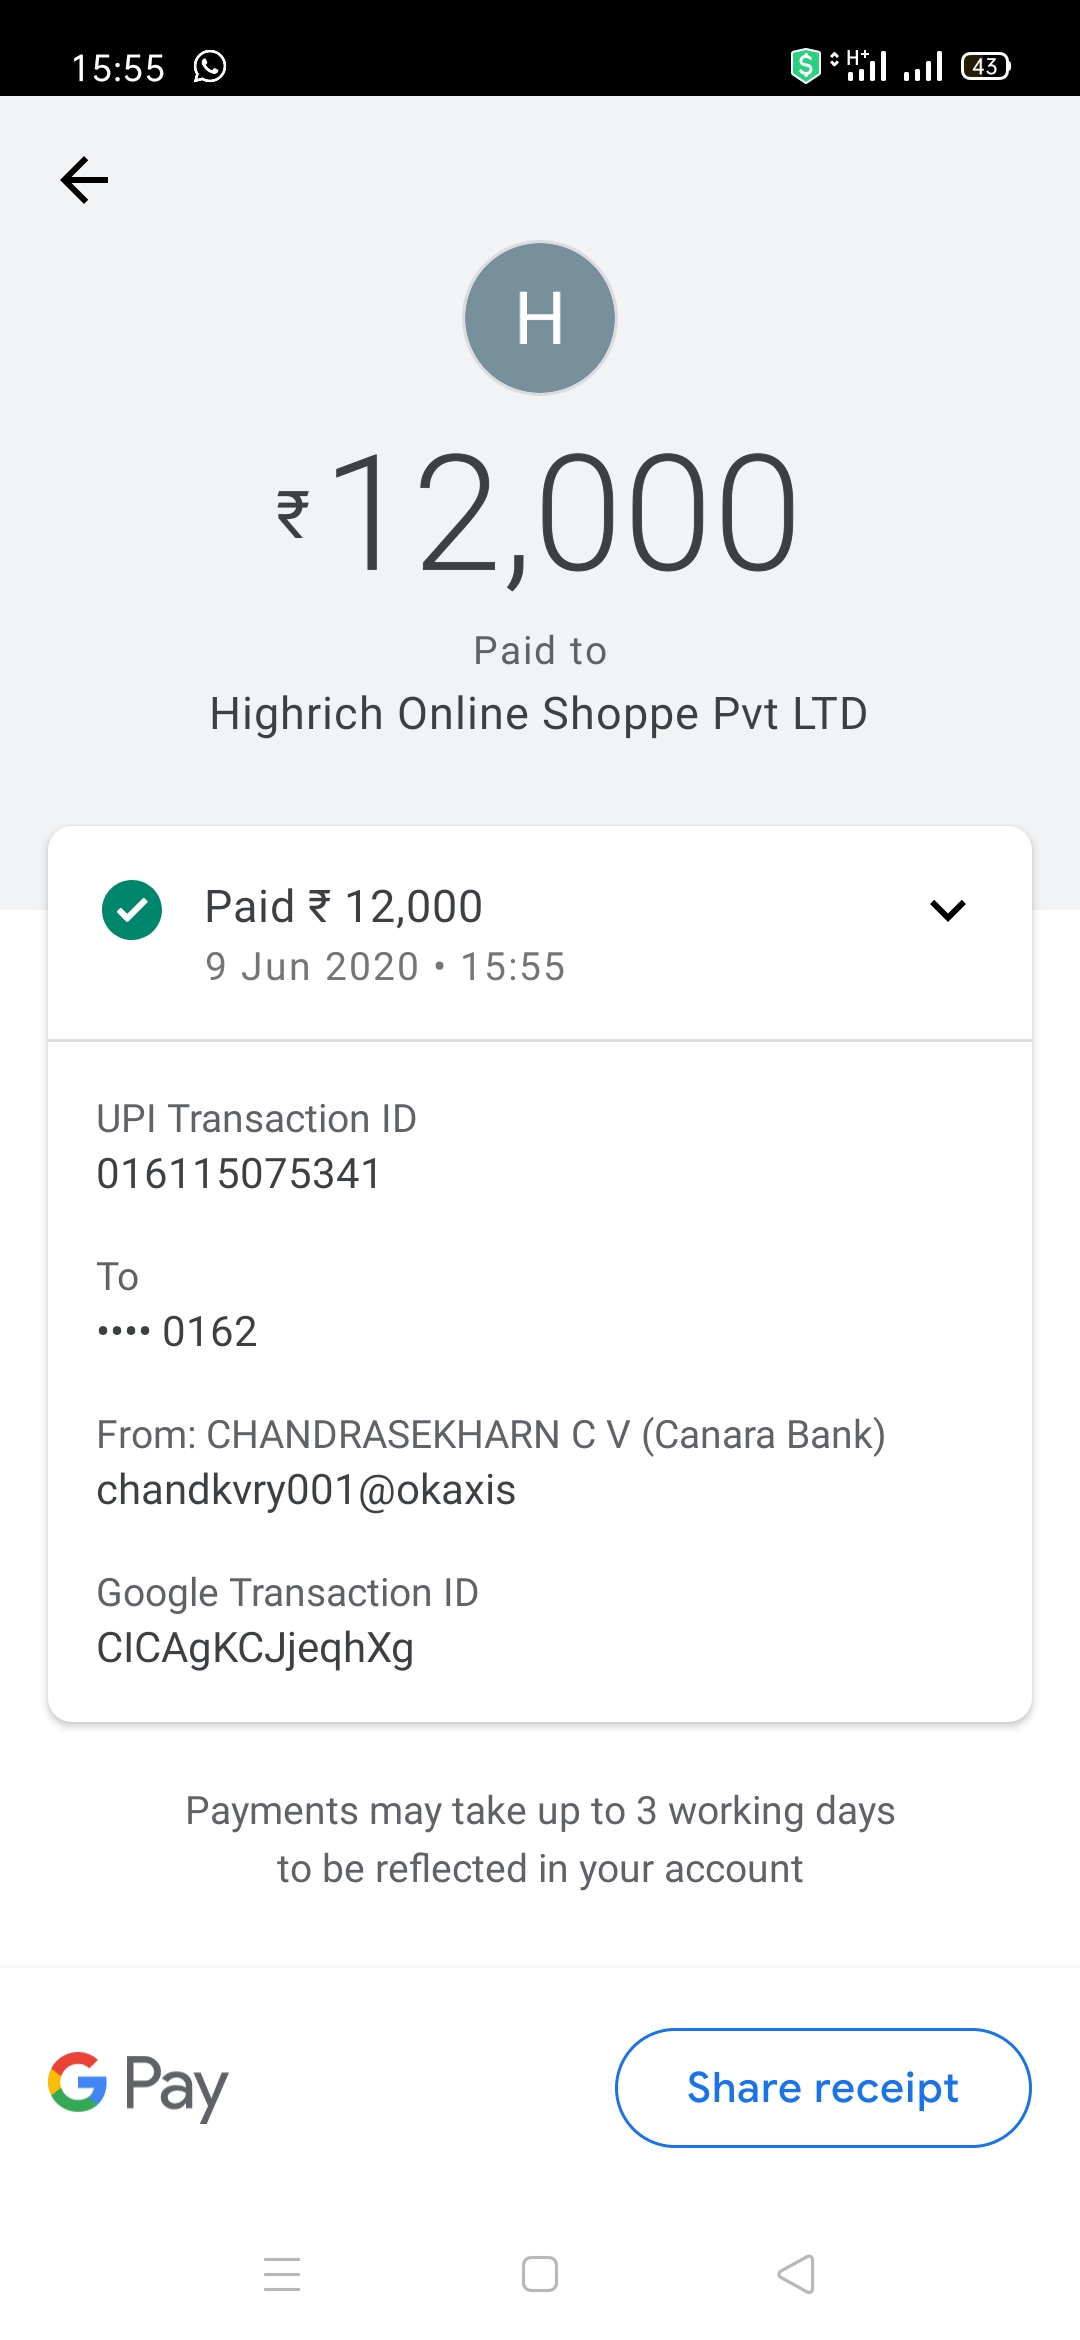 15:55
H+
43
H
₹12,000
Paid to
Highrich Online Shoppe Pvt LTD
Paid ₹ 12,000
9 Jun 2020 • 15:55
UPI Transaction ID
016115075341
To
•••• 0162
From: CHANDRASEKHARN C V (Canara Bank)
chandkvry001@okaxis
Google Transaction ID
CICAgKCJjeqhXg
Payments may take up to 3 working days
to be reflected in your account
G Pay
Share receipt